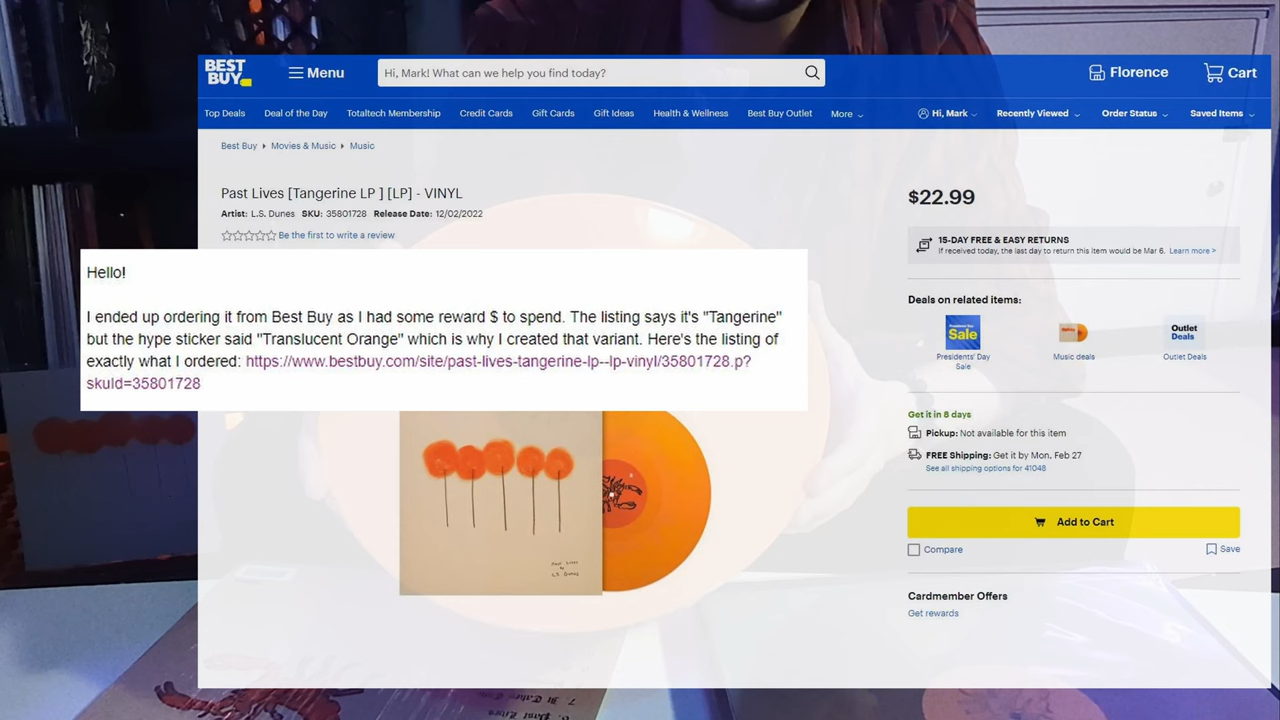 BEST BUY
Menu
Hi, Mark! What can we help you find today?
Florence
Cart
Top Deals
Deal of the Day
Totaltech Membership
Credit Cards
Gift Cards
Gift Ideas
Health & Wellness
Best Buy Outlet
More
Hi, Mark
Recently Viewed
Order Status
Saved Items
Best Buy
Movies & Music
Music
Past Lives [Tangerine LP ] [LP] - VINYL
Artist: L.S. Dunes SKU: 35801728 Release Date: 12/02/2022
Be the first to write a review
Hello!
I ended up ordering it from Best Buy as I had some reward $ to spend. The listing says it's "Tangerine"
but the hype sticker said "Translucent Orange" which is why I created that variant. Here's the listing of
exactly what I ordered: https://www.bestbuy.com/site/past-lives-tangerine-lp--lp-vinyl/35801728.p?
skuId=35801728
Past Lives
by
L.S. Dunes
$22.99
15-DAY FREE & EASY RETURNS
If received today, the last day to return this item would be Mar 6. Learn more >
Deals on related items:
Presidents' Day
Sale
Outlet
Deals
Presidents' Day
Sale
Music deals
Outlet Deals
Get it in 8 days
Pickup: Not available for this item
FREE Shipping: Get it by Mon, Feb 27
See all shipping options for 41048
Add to Cart
Compare
Save
Cardmember Offers
Get rewards